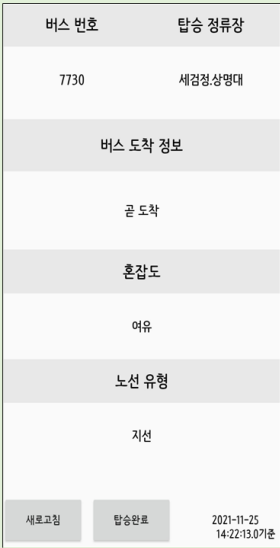 버스 번호 탑승 정류장
7730 세검정.상명대
버스 도착 정보
곧 도착
혼잡도
여유
노선 유형
지선
새로고침 탑승완료 2021-11-25
14:22:13.0기준